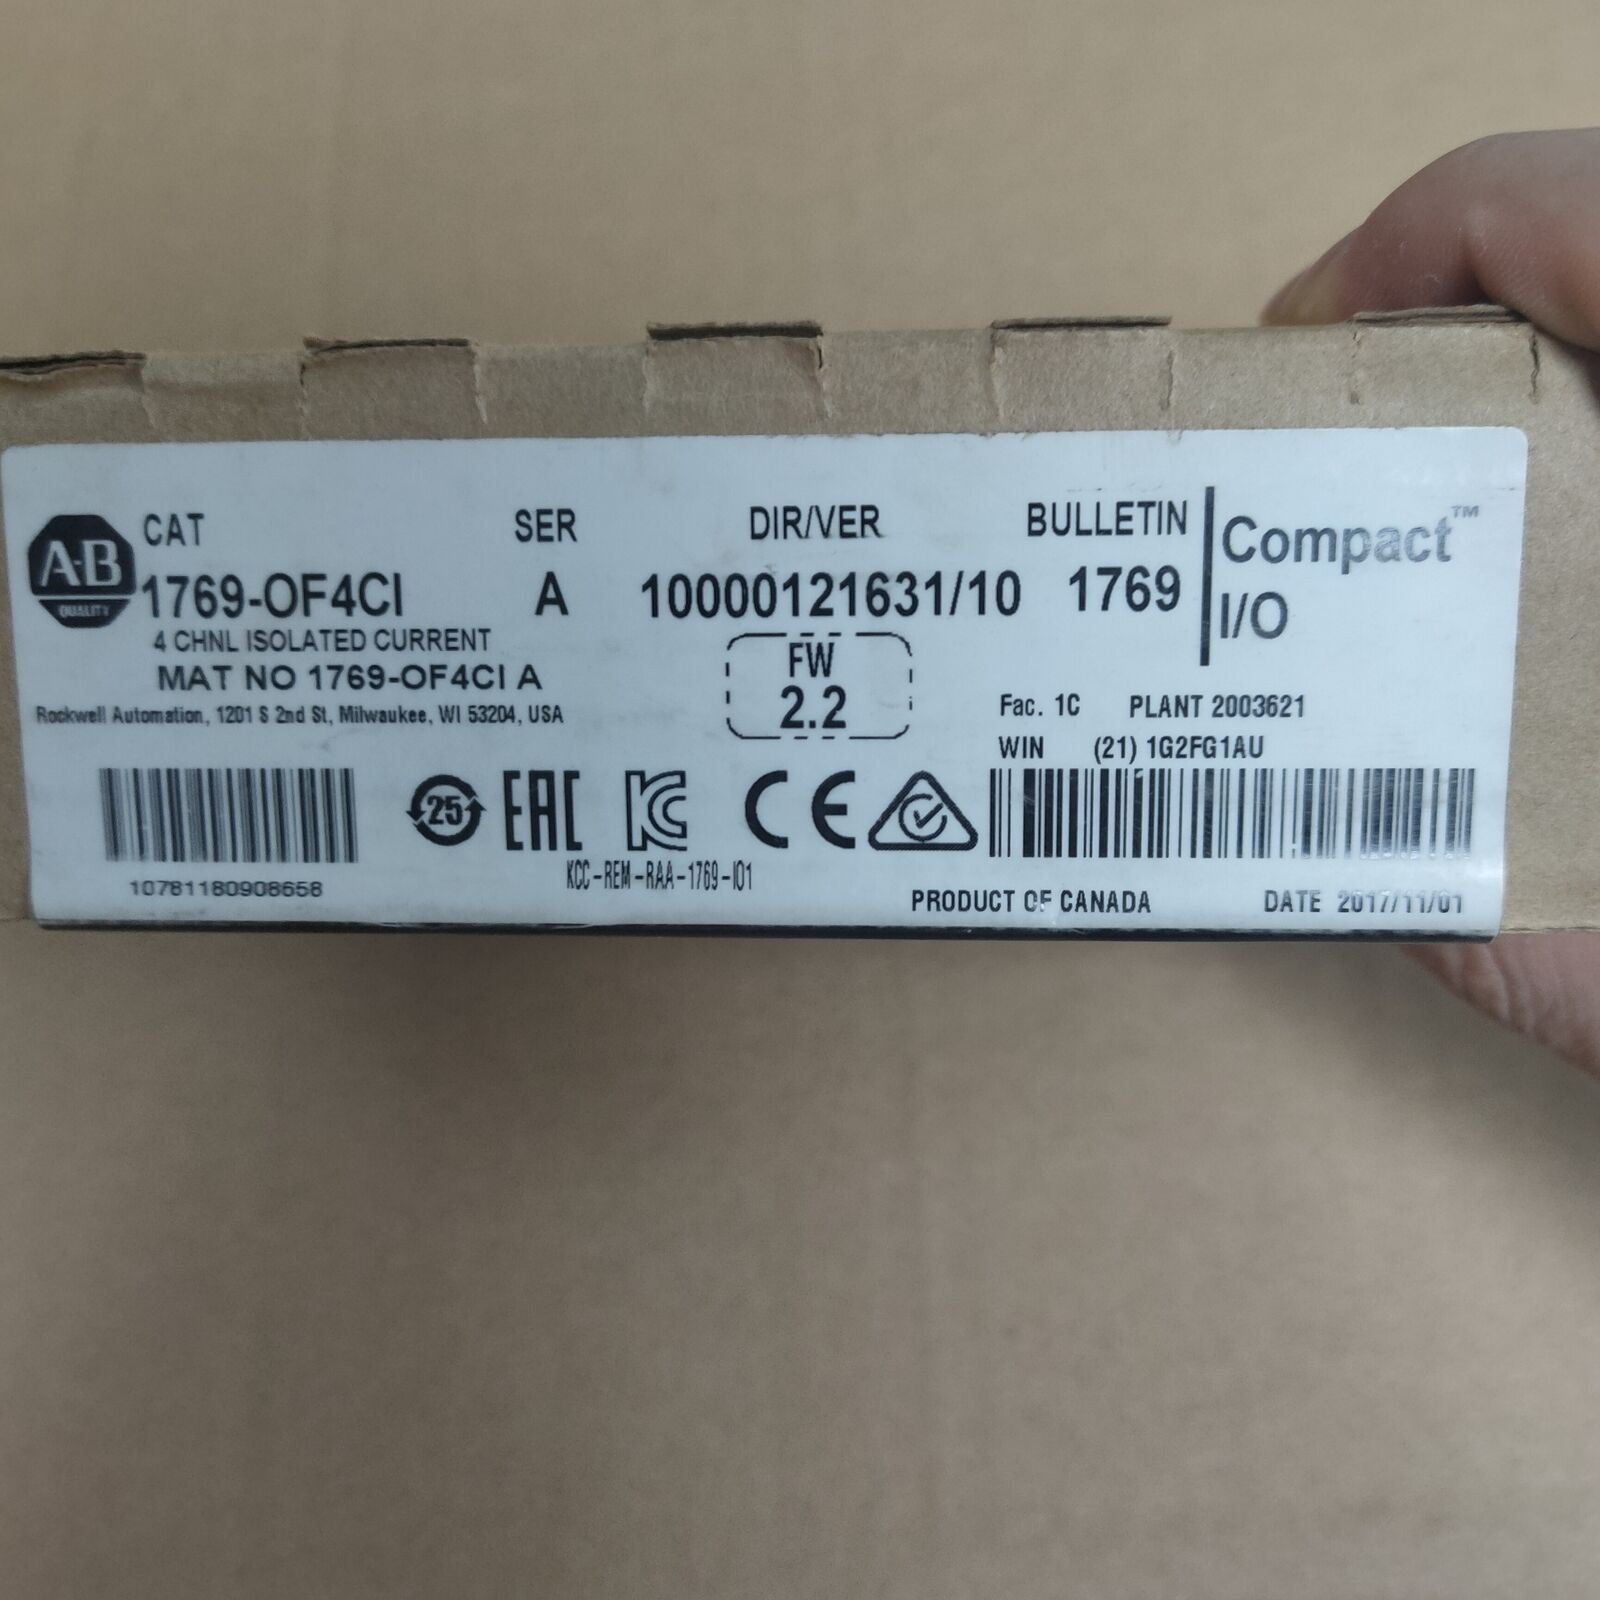 A-B
QUALITY
CAT SER DIR/VER BULLETIN
1769-OF4CI A 10000121631/10 1769
Compact™
I/O
4 CHNL ISOLATED CURRENT
MAT NO 1769-OF4CI A
Rockwell Automation, 1201 S 2nd St, Milwaukee, WI 53204, USA
FW
2.2
Fac. 1C PLANT 2003621
WIN (21) 1G2FG1AU
25 EAC KC CE
KCC-REM-RAA-1769-IO1
10781180908658
PRODUCT OF CANADA DATE 2017/11/01